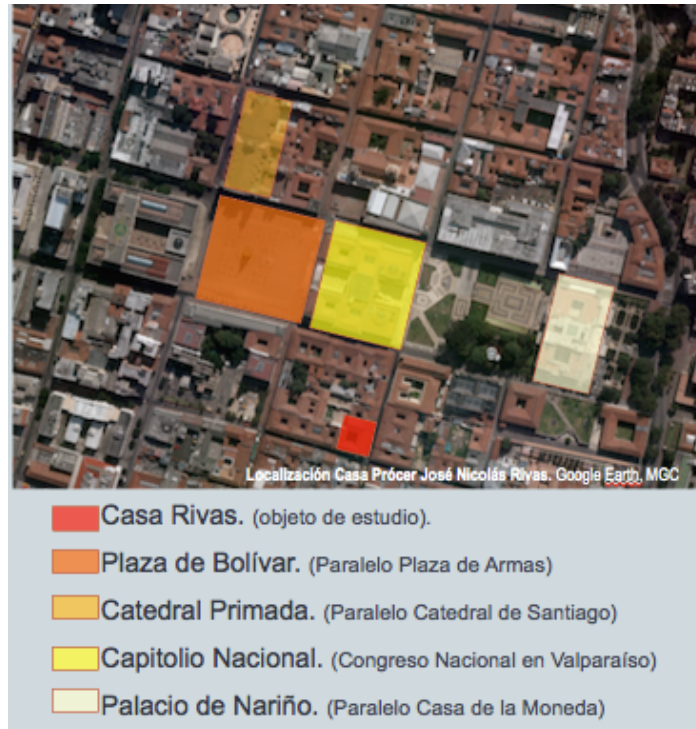 Localización Casa Prócer José Nicolás Rivas. Google Earth, MGC
Casa Rivas. (objeto de estudio).
Plaza de Bolívar. (Paralelo Plaza de Armas)
Catedral Primada. (Paralelo Catedral de Santiago)
Capitolio Nacional. (Congreso Nacional en Valparaíso)
Palacio de Nariño. (Paralelo Casa de la Moneda)